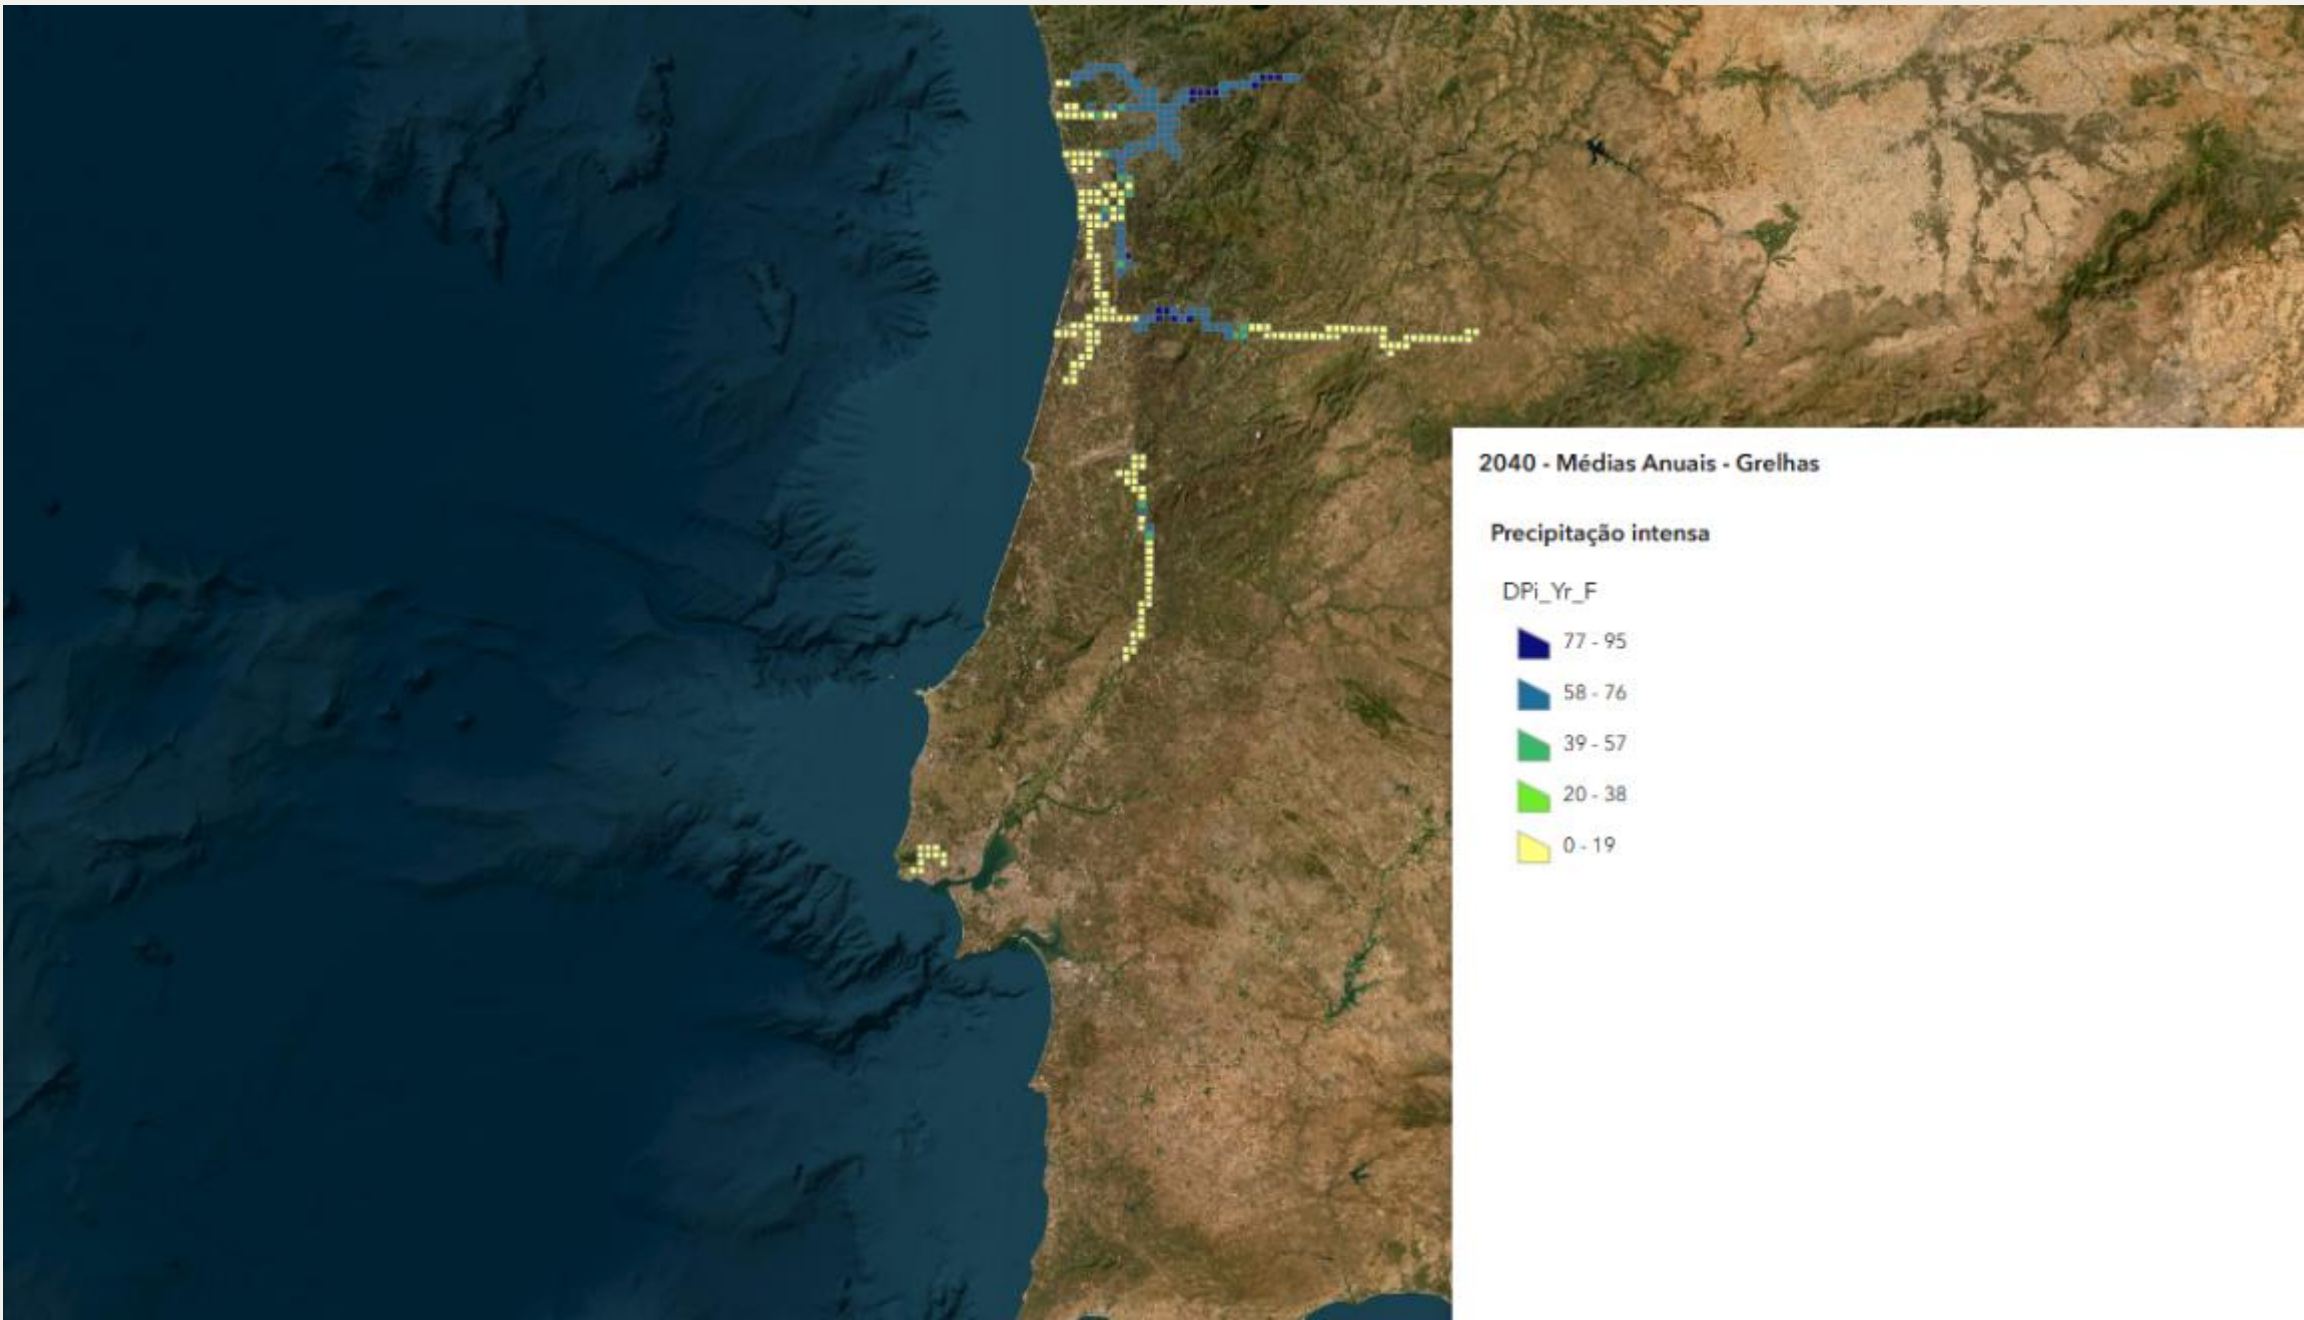 2040 - Médias Anuais - Grelhas
Precipitação intensa
DPi_Yr_F
77 - 95
58 - 76
39 - 57
20 - 38
0 - 19